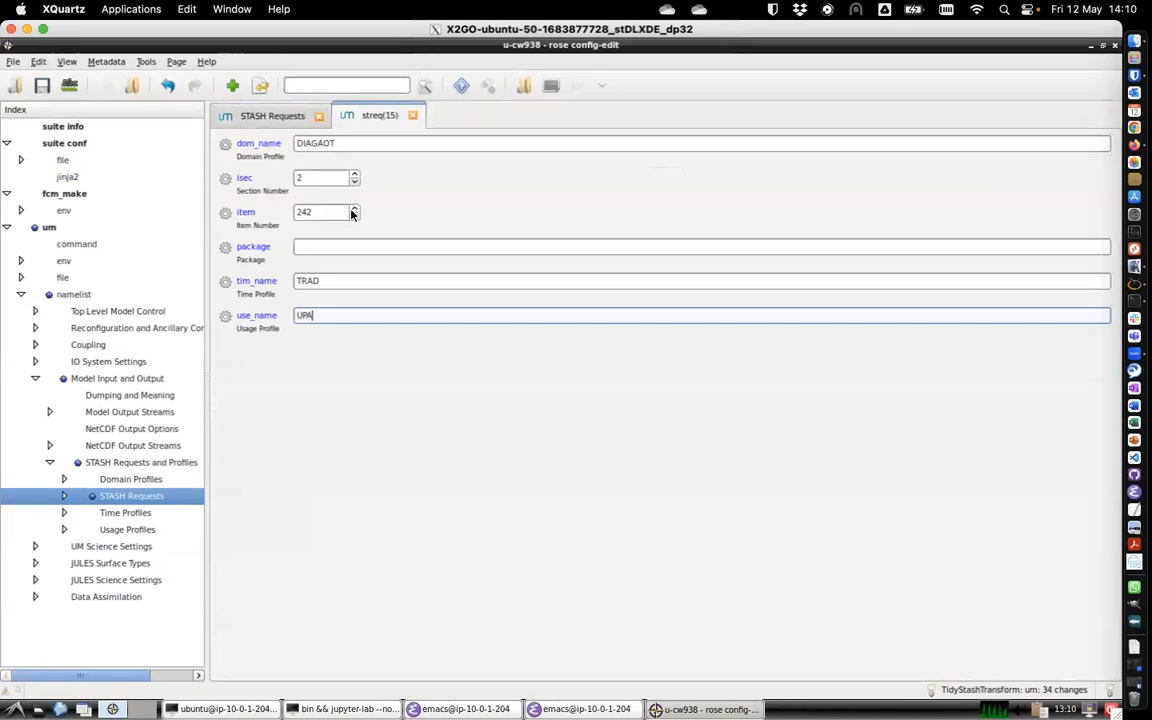 XQuartz Applications Edit Window Help Fri 12 May 14:10
X2GO-ubuntu-50-1683877728_stDLXDE_dp32
u-cw938 - rose config-edit
File Edit View Metadata Tools Page Help
Index
STASH Requests
streq(15)
suite info
suite conf
file
jinja2
fcm_make
env
um
command
env
file
namelist
Top Level Model Control
Reconfiguration and Ancillary Cor
Coupling
IO System Settings
Model Input and Output
Dumping and Meaning
Model Output Streams
NetCDF Output Options
NetCDF Output Streams
STASH Requests and Profiles
Domain Profiles
STASH Requests
Time Profiles
Usage Profiles
UM Science Settings
JULES Surface Types
JULES Science Settings
Data Assimilation
dom_name DIAGAOT
Domain Profile
isec 2
Section Number
item 242
Item Number
package
Package
tim_name TRAD
Time Profile
use_name UPA
Usage Profile
TidyStashTransform: um: 34 changes
ubuntu@ip-10-0-1-204...
bin && jupyter-lab --no...
emacs@ip-10-0-1-204
emacs@ip-10-0-1-204
u-cw938 - rose config-...
13:10